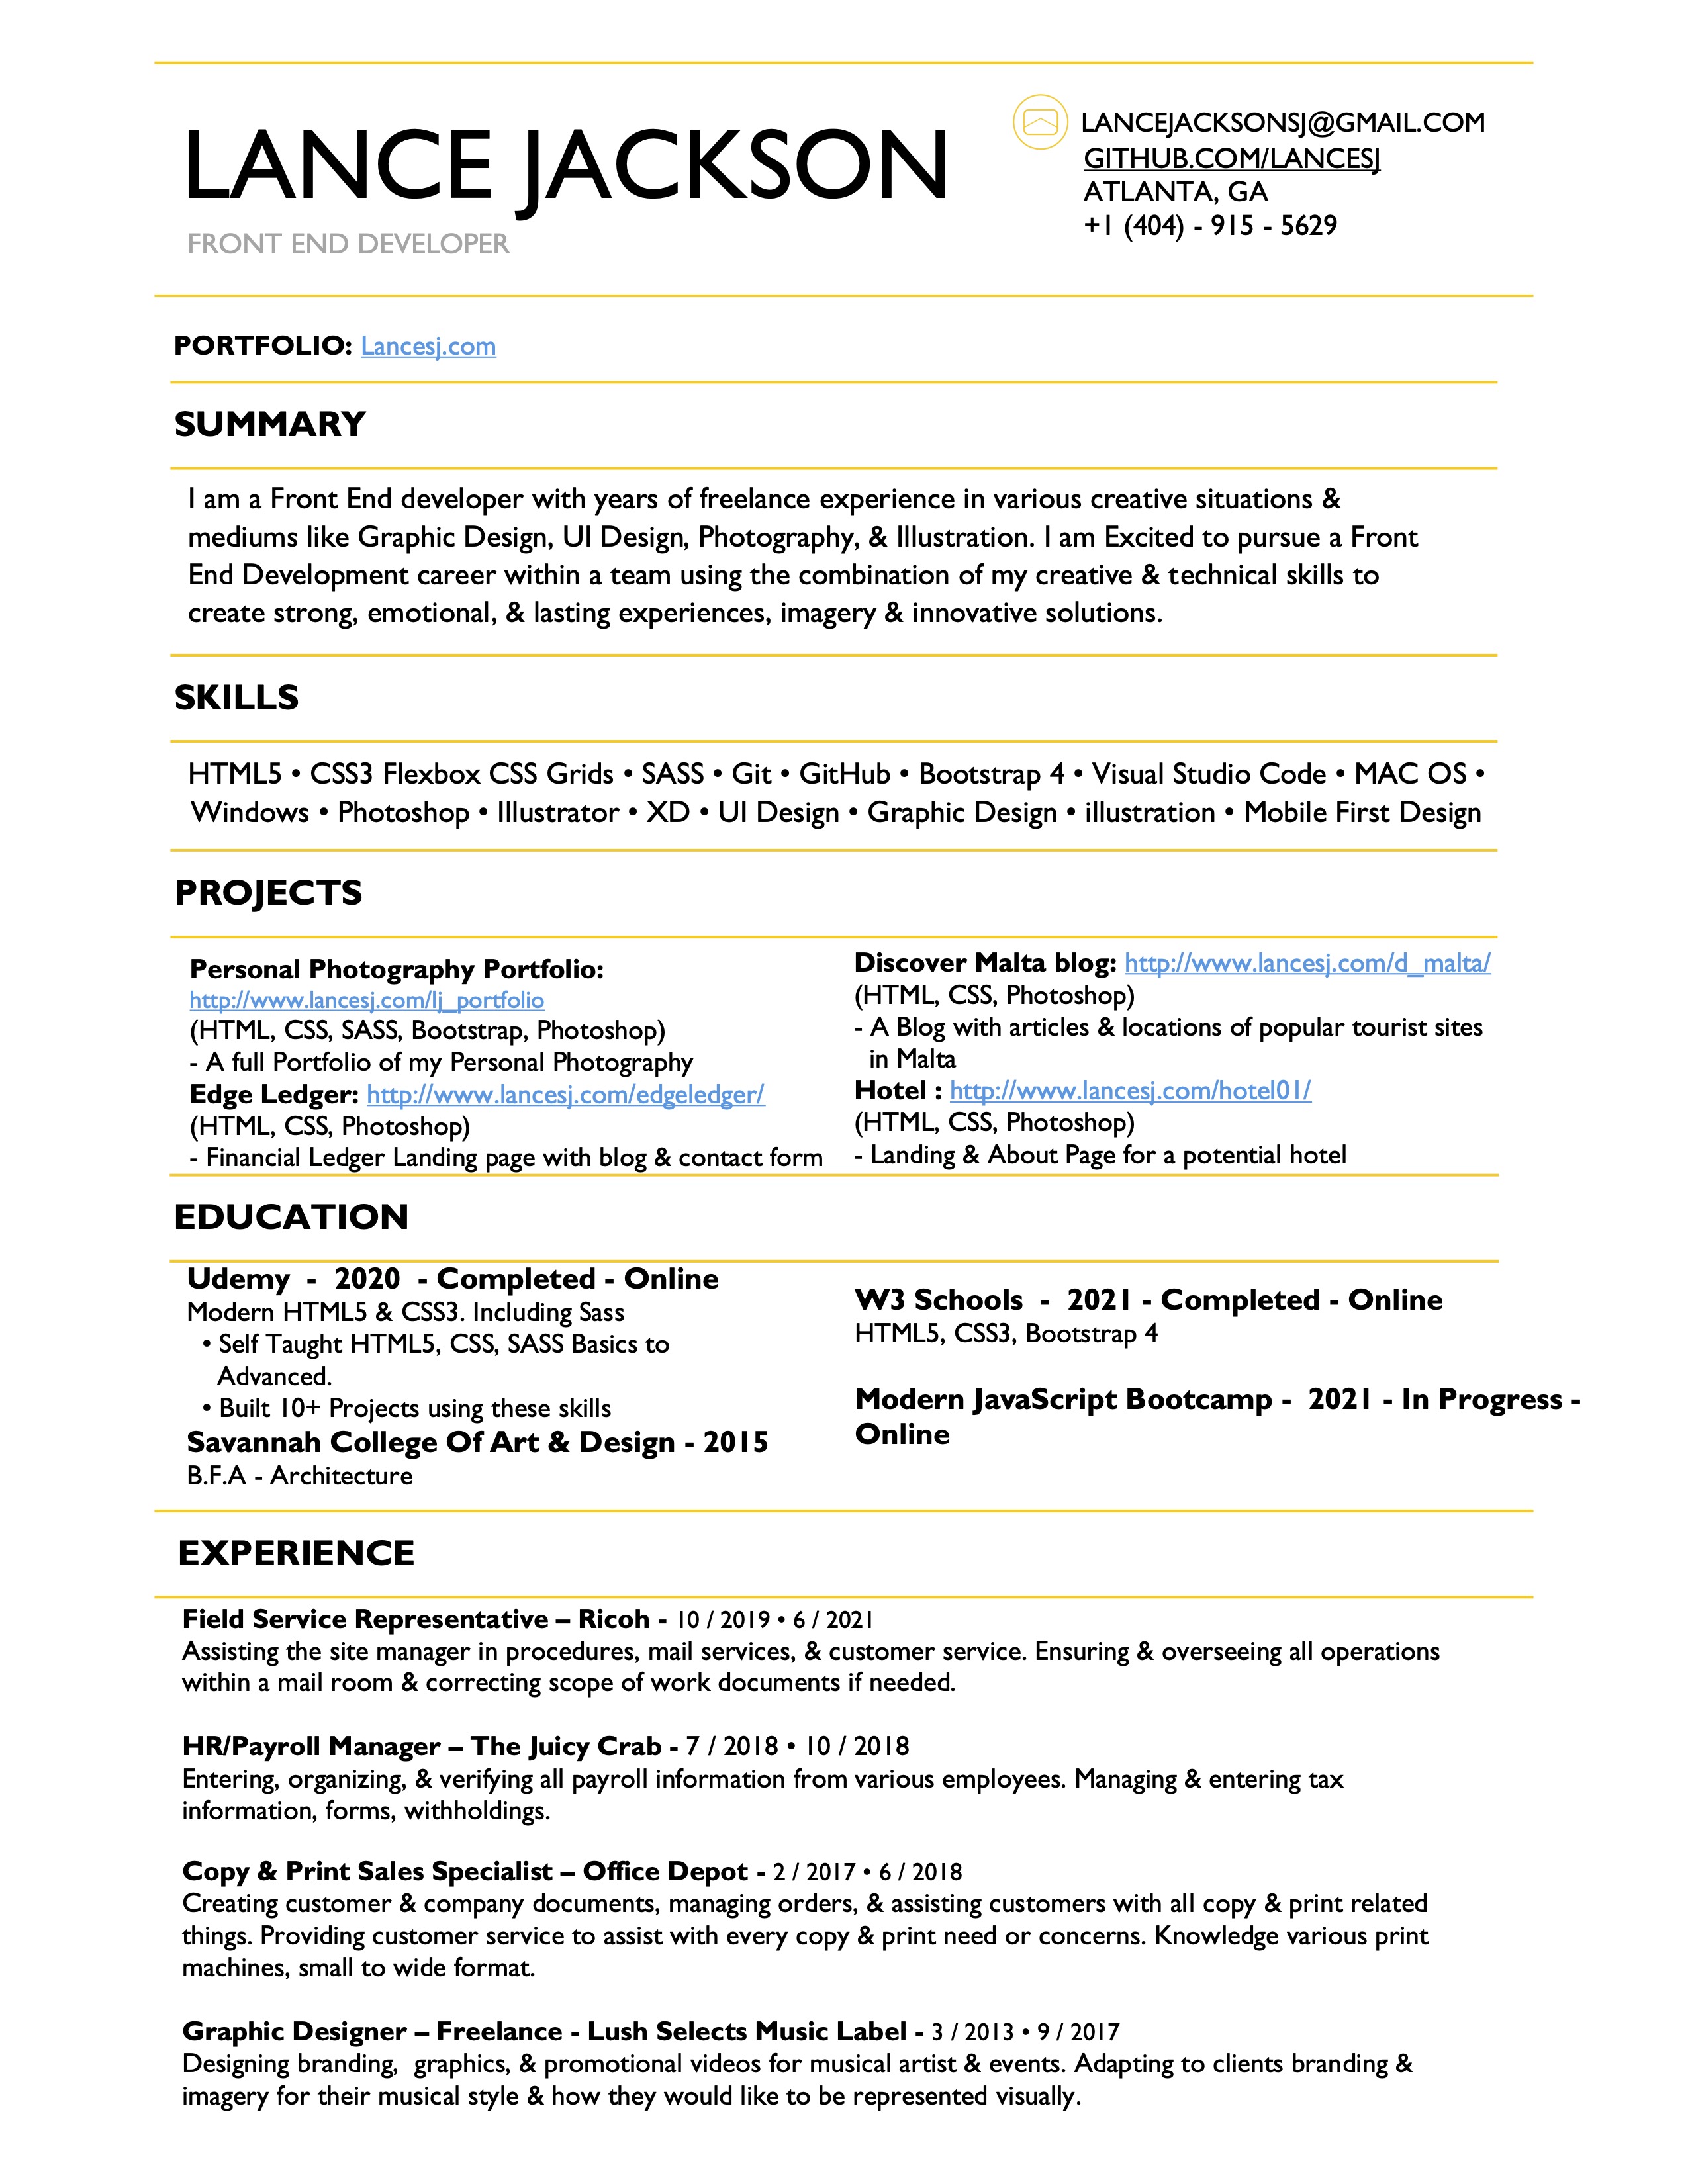 LANCE JACKSON
FRONT END DEVELOPER
LANCEJACKSONSJ@GMAIL.COM
GITHUB.COM/LANCESJ
ATLANTA, GA
+1 (404) - 915 - 5629
PORTFOLIO: Lancesj.com
SUMMARY
I am a Front End developer with years of freelance experience in various creative situations &
mediums like Graphic Design, UI Design, Photography, & Illustration. I am Excited to pursue a Front
End Development career within a team using the combination of my creative & technical skills to
create strong, emotional, & lasting experiences, imagery & innovative solutions.
SKILLS
HTML5 • CSS3 Flexbox CSS Grids • SASS • Git • GitHub • Bootstrap 4 • Visual Studio Code • MAC OS •
Windows • Photoshop • Illustrator • XD • UI Design • Graphic Design • illustration • Mobile First Design
PROJECTS
Personal Photography Portfolio:
http://www.lancesj.com/lj_portfolio
(HTML, CSS, SASS, Bootstrap, Photoshop)
- A full Portfolio of my Personal Photography
Edge Ledger: http://www.lancesj.com/edgeledger/
(HTML, CSS, Photoshop)
- Financial Ledger Landing page with blog & contact form
Discover Malta blog: http://www.lancesj.com/d_malta/
(HTML, CSS, Photoshop)
- A Blog with articles & locations of popular tourist sites
in Malta
Hotel : http://www.lancesj.com/hotel01/
(HTML, CSS, Photoshop)
- Landing & About Page for a potential hotel
EDUCATION
Udemy - 2020 - Completed - Online
Modern HTML5 & CSS3. Including Sass
• Self Taught HTML5, CSS, SASS Basics to
Advanced.
• Built 10+ Projects using these skills
Savannah College Of Art & Design - 2015
B.F.A - Architecture
W3 Schools - 2021 - Completed - Online
HTML5, CSS3, Bootstrap 4
Modern JavaScript Bootcamp - 2021 - In Progress -
Online
EXPERIENCE
Field Service Representative – Ricoh - 10 / 2019 • 6 / 2021
Assisting the site manager in procedures, mail services, & customer service. Ensuring & overseeing all operations
within a mail room & correcting scope of work documents if needed.
HR/Payroll Manager – The Juicy Crab - 7 / 2018 • 10 / 2018
Entering, organizing, & verifying all payroll information from various employees. Managing & entering tax
information, forms, withholdings.
Copy & Print Sales Specialist – Office Depot - 2 / 2017 • 6 / 2018
Creating customer & company documents, managing orders, & assisting customers with all copy & print related
things. Providing customer service to assist with every copy & print need or concerns. Knowledge various print
machines, small to wide format.
Graphic Designer – Freelance - Lush Selects Music Label - 3 / 2013 • 9 / 2017
Designing branding, graphics, & promotional videos for musical artist & events. Adapting to clients branding &
imagery for their musical style & how they would like to be represented visually.